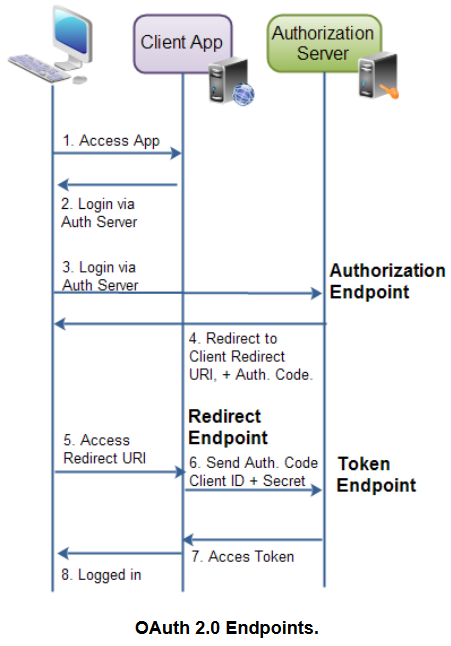 Client App
Authorization
Server
1. Access App
2. Login via
Auth Server
3. Login via
Auth Server
Authorization
Endpoint
4. Redirect to
Client Redirect
URI, + Auth. Code.
Redirect
Endpoint
5. Access
Redirect URI
6. Send Auth. Code
Client ID + Secret
Token
Endpoint
7. Acces Token
8. Logged in
OAuth 2.0 Endpoints.